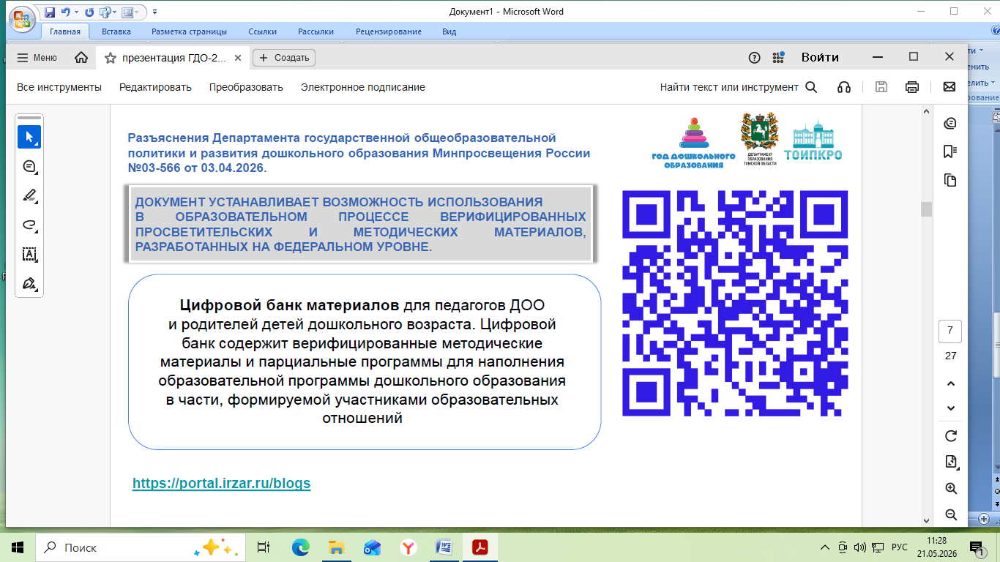 Документ1 - Microsoft Word
Главная Вставка Разметка страницы Ссылки Рассылки Рецензирование Вид
Меню презентация ГДО-2... Создать Войти
Все инструменты Редактировать Преобразовать Электронное подписание Найти текст или инструмент
Разъяснения Департамента государственной общеобразовательной
политики и развития дошкольного образования Минпросвещения России
№03-566 от 03.04.2026.
ГОД ДОШКОЛЬНОГО
ОБРАЗОВАНИЯ
ДЕПАРТАМЕНТ
ОБРАЗОВАНИЯ
ТОМСКОЙ ОБЛАСТИ
ТОИПКРО
ДОКУМЕНТ УСТАНАВЛИВАЕТ ВОЗМОЖНОСТЬ ИСПОЛЬЗОВАНИЯ
В ОБРАЗОВАТЕЛЬНОМ ПРОЦЕССЕ ВЕРИФИЦИРОВАННЫХ
ПРОСВЕТИТЕЛЬСКИХ И МЕТОДИЧЕСКИХ МАТЕРИАЛОВ,
РАЗРАБОТАННЫХ НА ФЕДЕРАЛЬНОМ УРОВНЕ.
Цифровой банк материалов для педагогов ДОО
и родителей детей дошкольного возраста. Цифровой
банк содержит верифицированные методические
материалы и парциальные программы для наполнения
образовательной программы дошкольного образования
в части, формируемой участниками образовательных
отношений
https://portal.irzar.ru/blogs
7
27
Поиск
РУС
11:28
21.05.2026
1